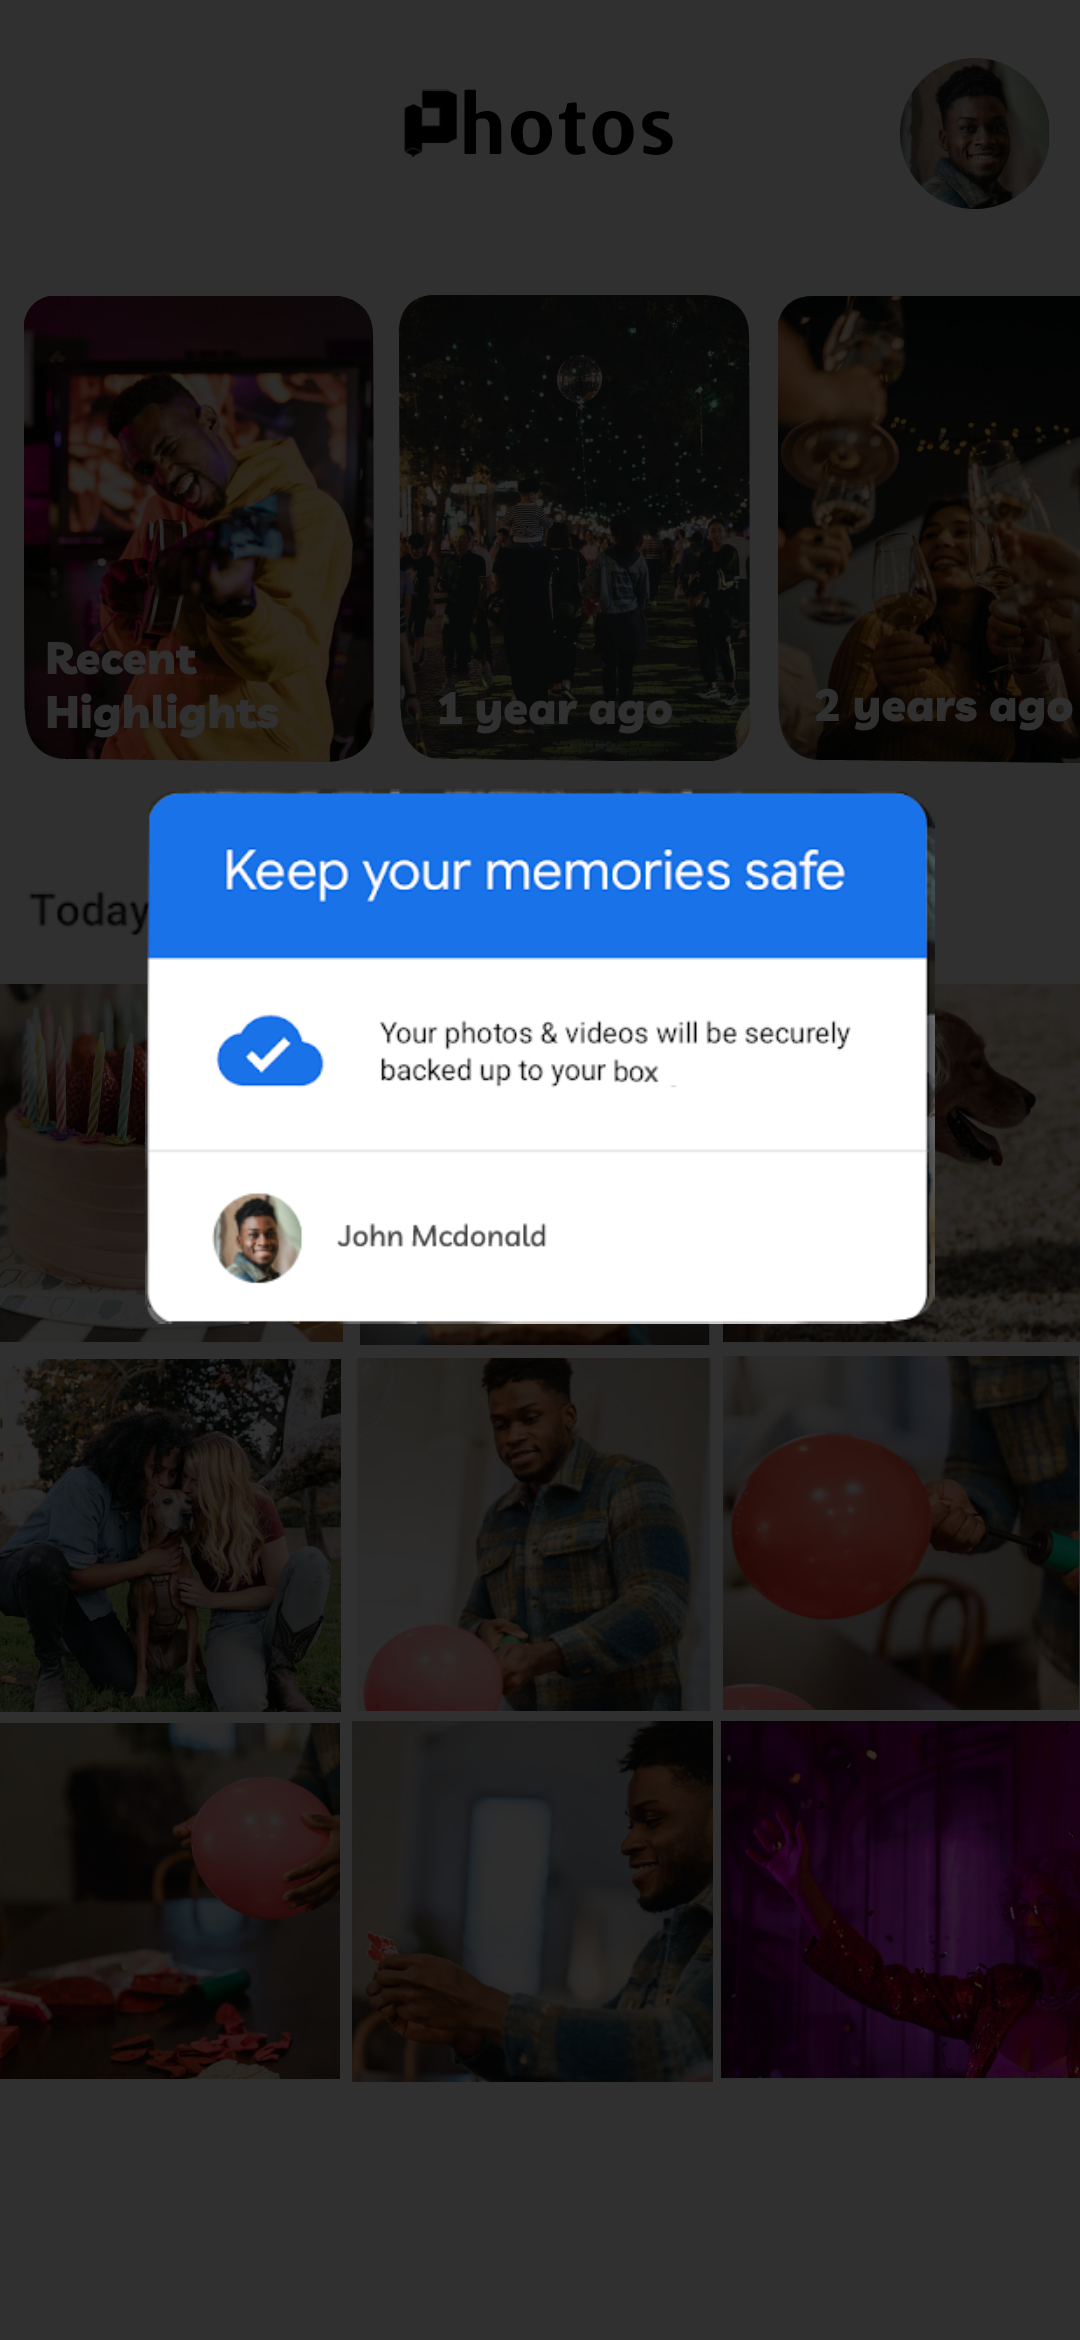 Photos
Recent
Highlights
1 year ago
2 years ago
Keep your memories safe
Today
Your photos & videos will be securely
backed up to your box
John Mcdonald